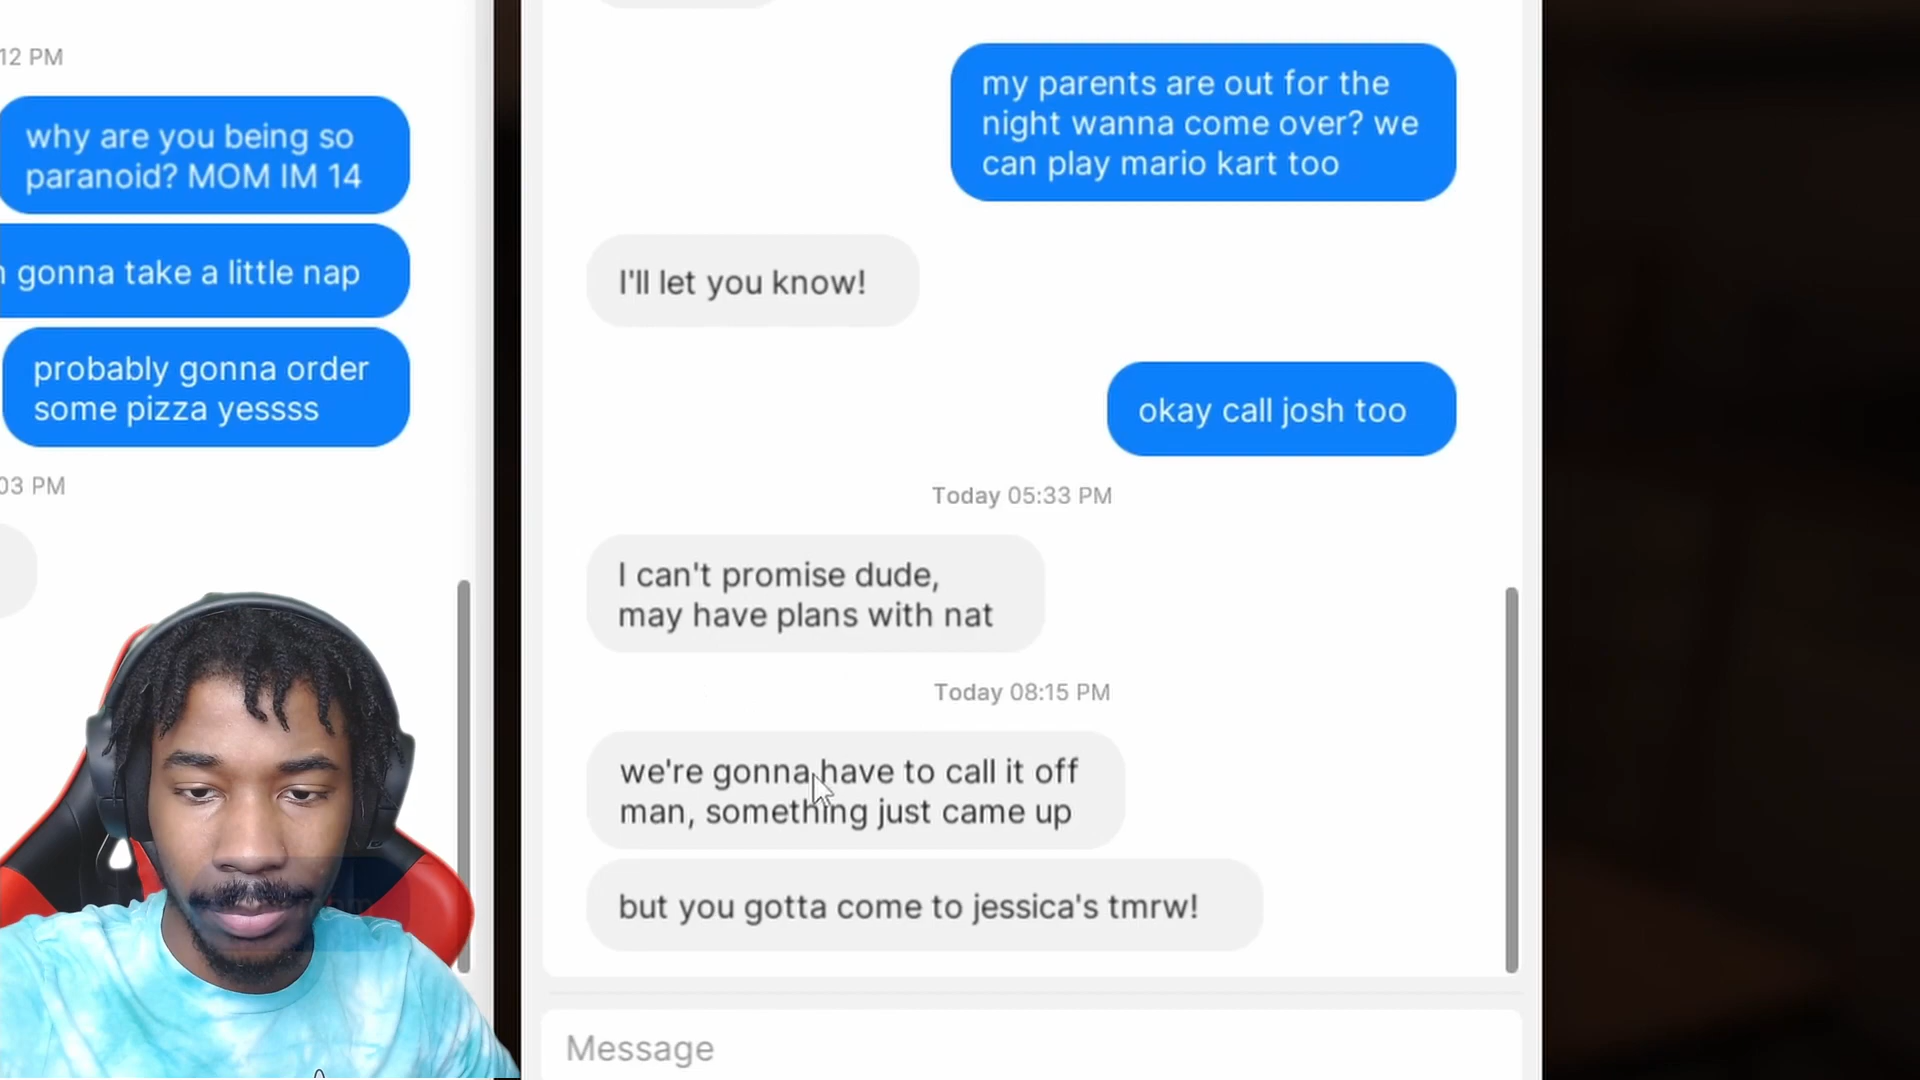 12 PM
why are you being so
paranoid? MOM IM 14
gonna take a little nap
probably gonna order
some pizza yessss
03 PM
my parents are out for the
night wanna come over? we
can play mario kart too
I'll let you know!
okay call josh too
Today 05:33 PM
I can't promise dude,
may have plans with nat
Today 08:15 PM
we're gonna have to call it off
man, something just came up
but you gotta come to jessica's tmrw!
Message